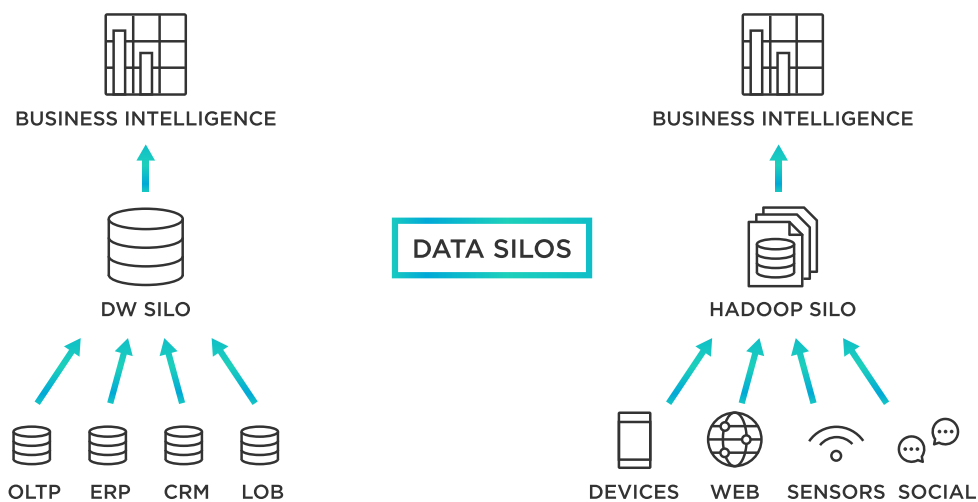 BUSINESS INTELLIGENCE
BUSINESS INTELLIGENCE
DATA SILOS
DW SILO
HADOOP SILO
OLTP
ERP
CRM
LOB
DEVICES
WEB
SENSORS
SOCIAL